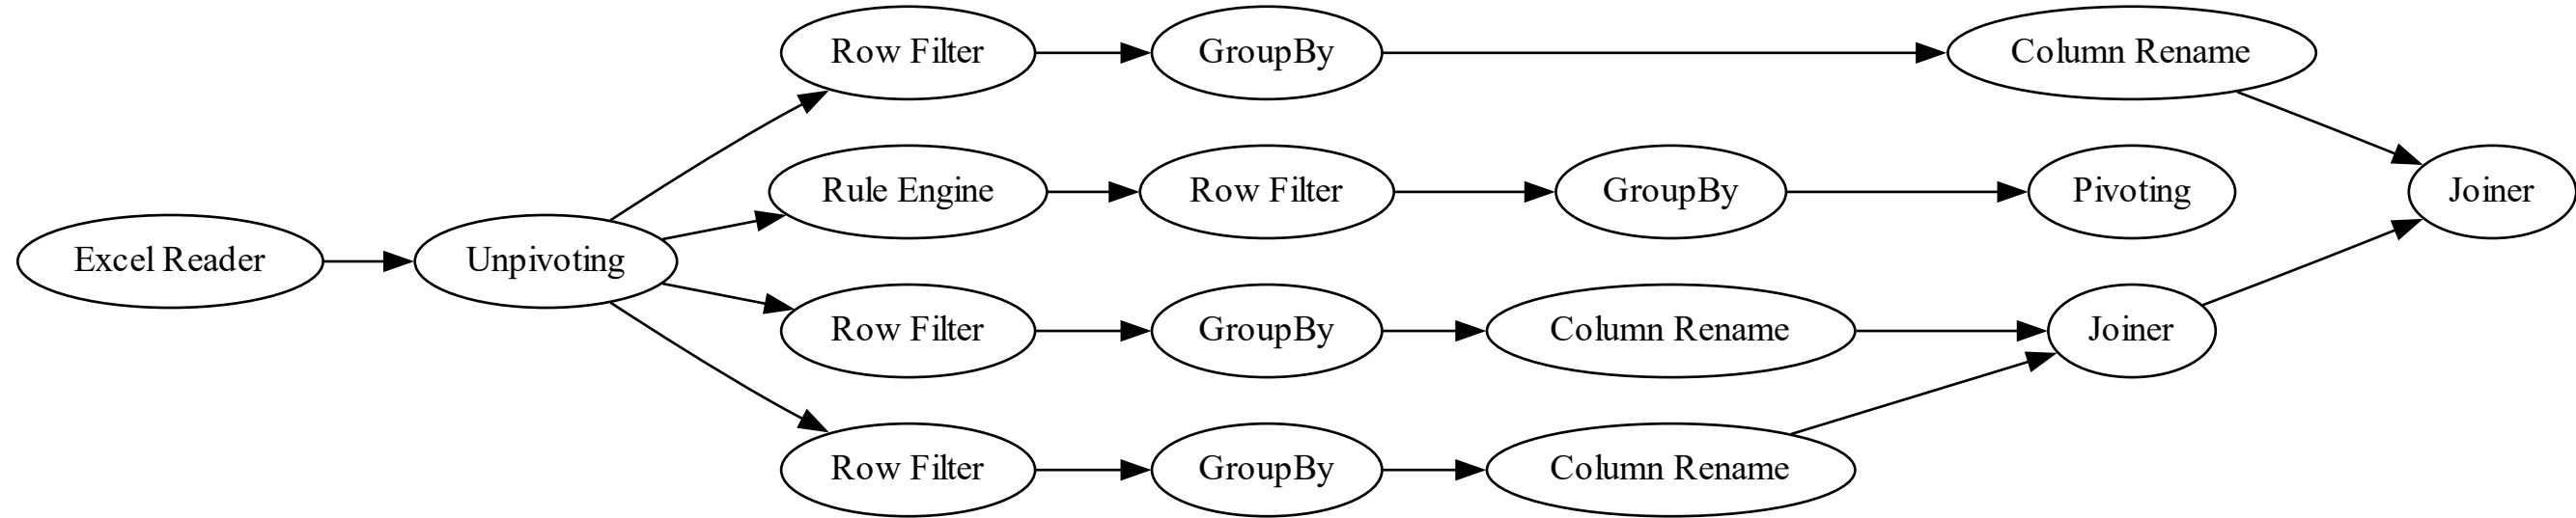 Row Filter
GroupBy
Column Rename
Rule Engine
Row Filter
GroupBy
Pivoting
Joiner
Excel Reader
Unpivoting
Row Filter
GroupBy
Column Rename
Joiner
Row Filter
GroupBy
Column Rename